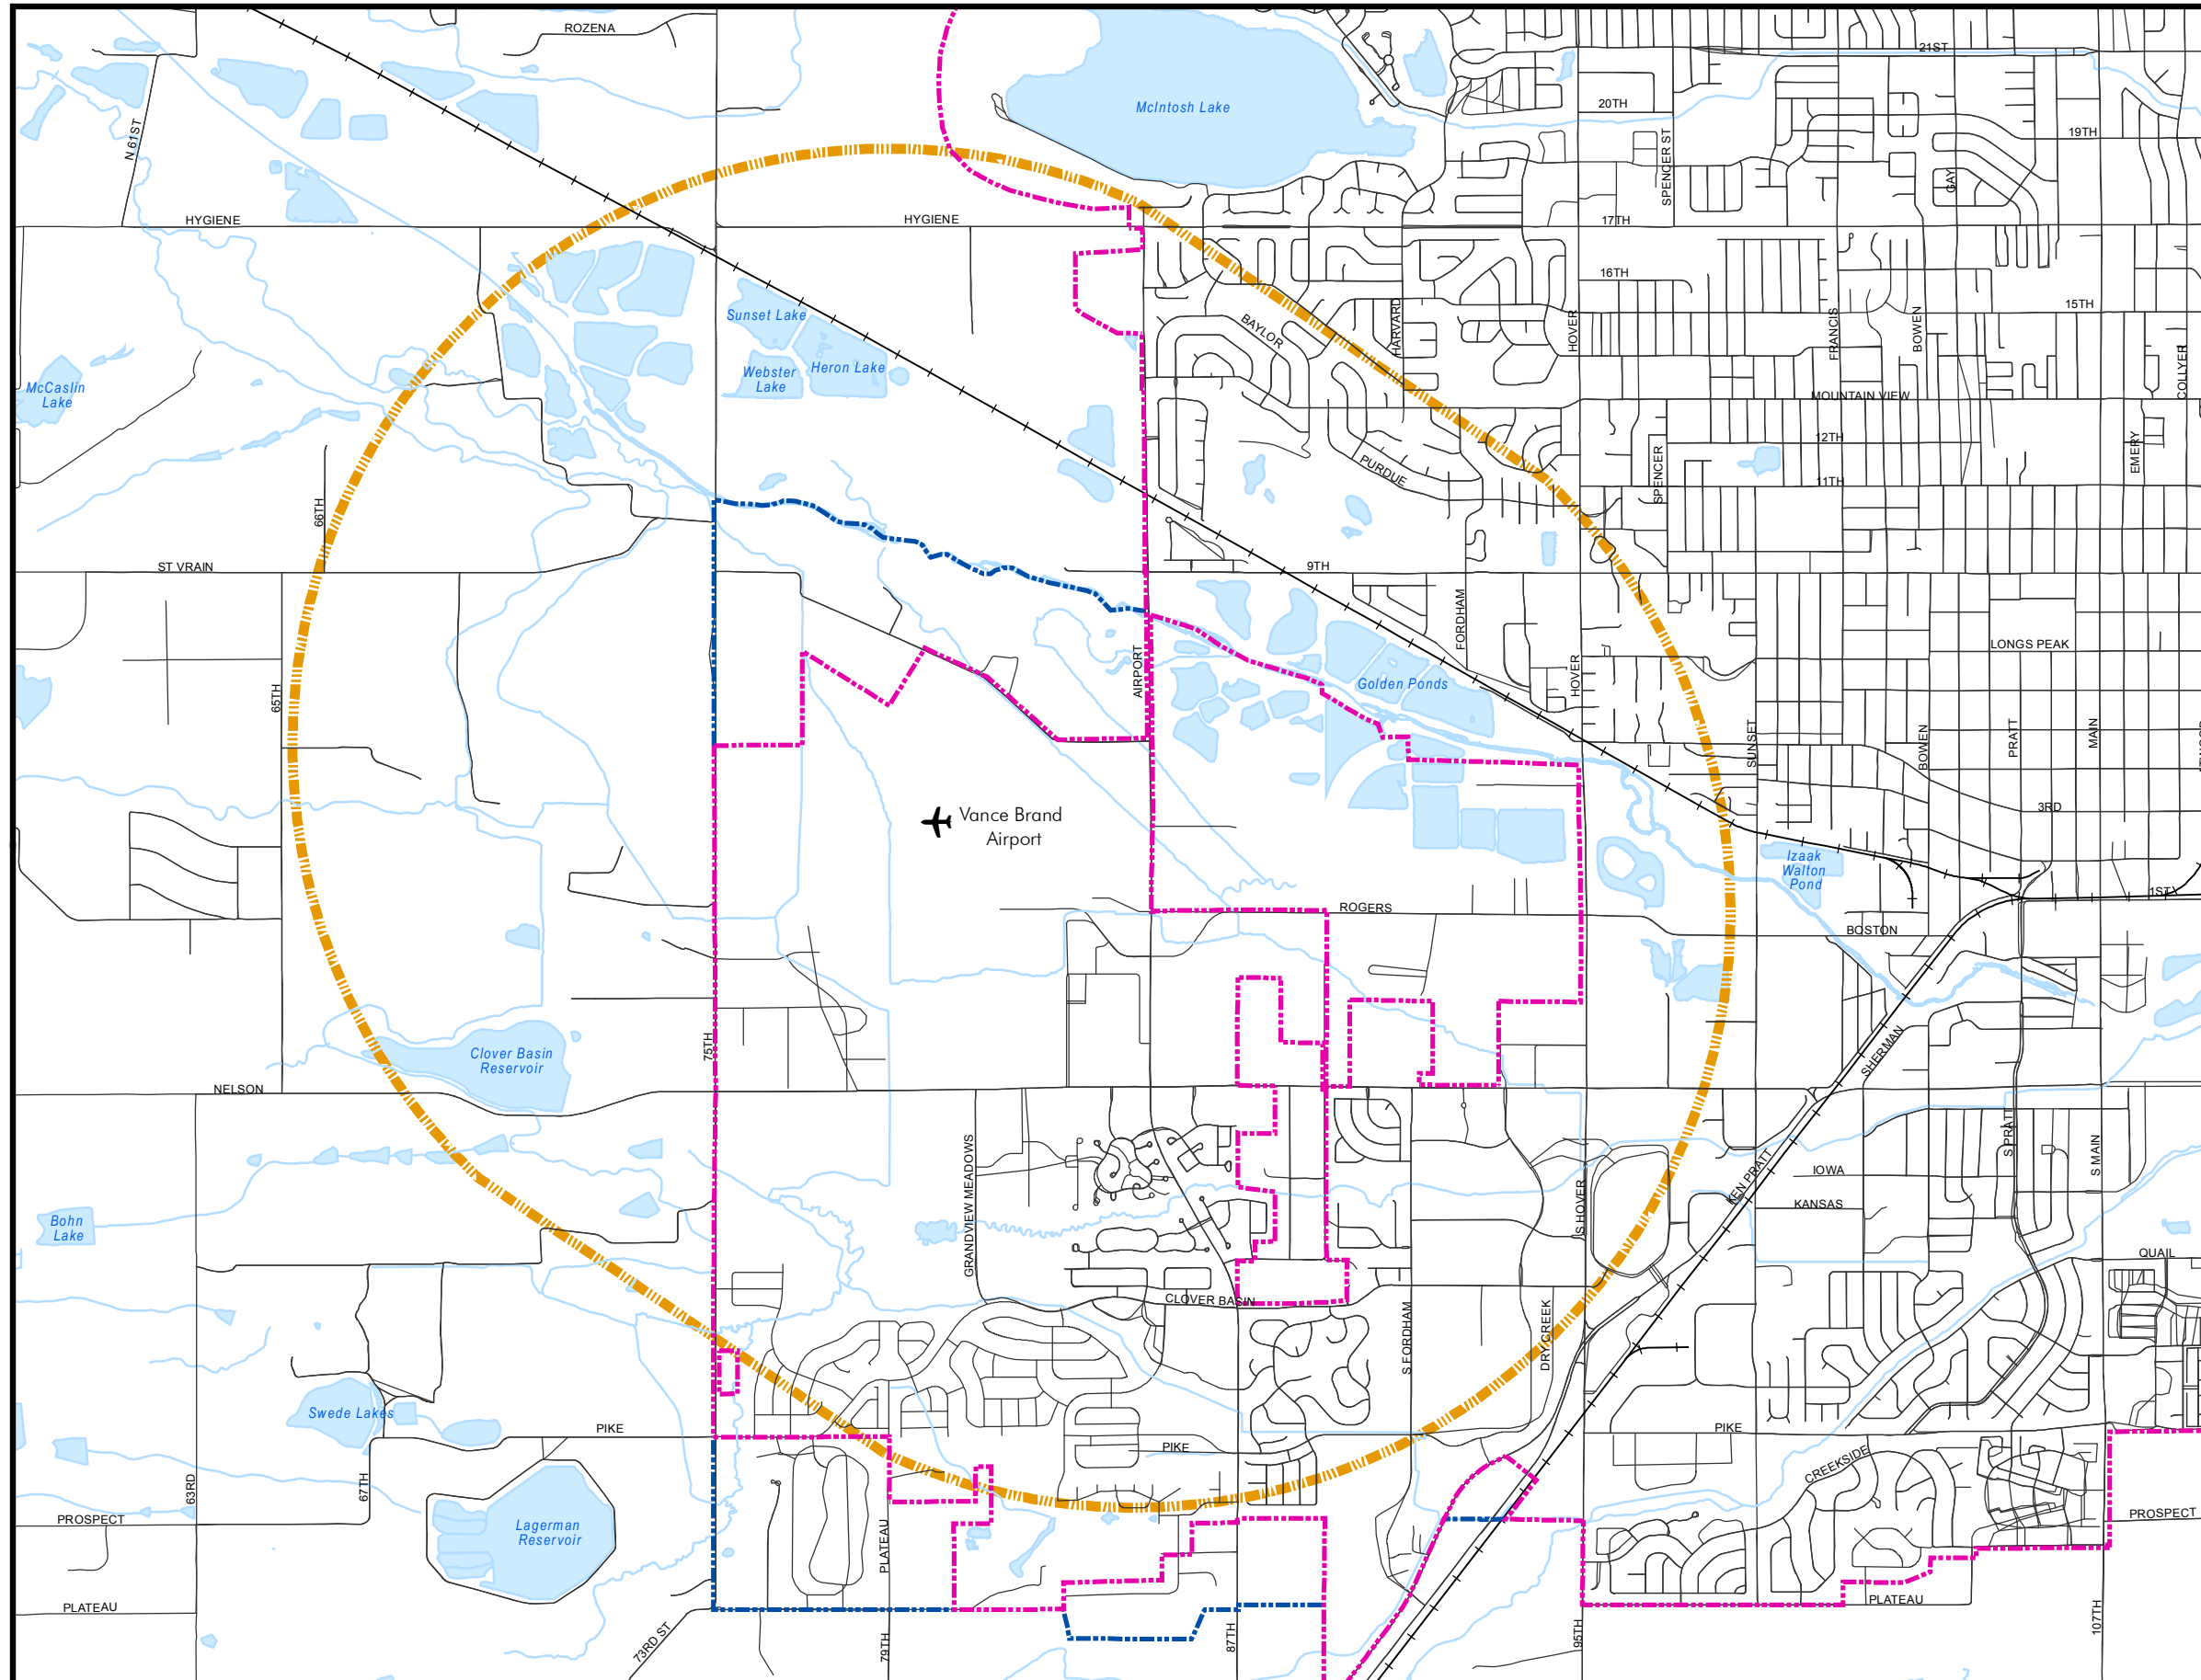 ROZENA
21ST
McIntosh Lake
20TH
19TH
N 61ST
SPENCER ST
GAY
HYGIENE
HYGIENE
17TH
16TH
15TH
Sunset Lake
BAYLOR
HARVARD
HOVER
FRANCIS
BOWEN
COLLYER
McCaslin
Lake
Webster
Lake
Heron Lake
MOUNTAIN VIEW
12TH
EMERY
PURDUE
SPENCER
11TH
66TH
ST VRAIN
9TH
FORDHAM
LONGS PEAK
65TH
AIRPORT
Golden Ponds
HOVER
SUNSET
BOWEN
PRATT
MAIN
Vance Brand
Airport
3RD
Izaak
Walton
Pond
1ST
ROGERS
BOSTON
75TH
Clover Basin
Reservoir
SHERMAN
NELSON
GRANDVIEW MEADOWS
S PRATT
S MAIN
KEN PRATT
IOWA
KANSAS
Bohn
Lake
S HOVER
QUAIL
CLOVER BASIN
S FORDHAM
DRY CREEK
Swede Lakes
PIKE
PIKE
PIKE
CREEKSIDE
63RD
67TH
PROSPECT
Lagerman
Reservoir
PLATEAU
PROSPECT
PLATEAU
PLATEAU
73RD ST
79TH
87TH
95TH
107TH